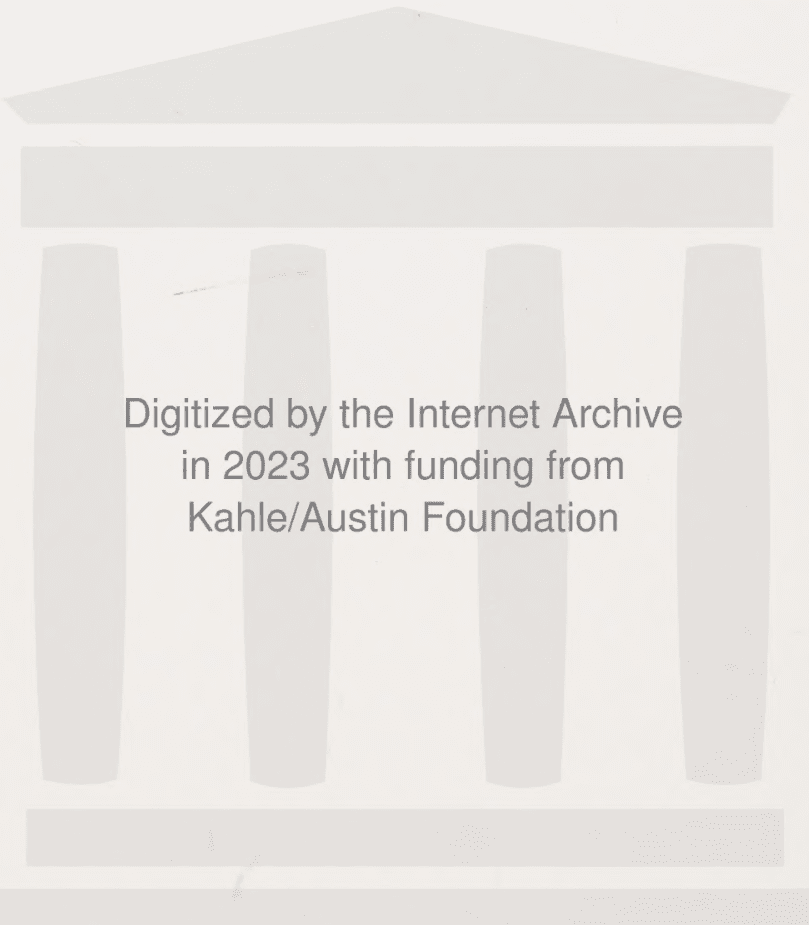 Digitized by the Internet Archive
in 2023 with funding from
Kahle/Austin Foundation